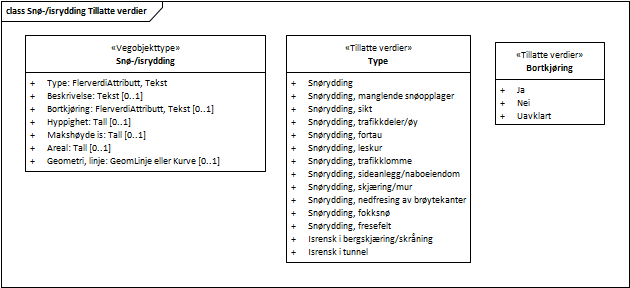 class Snø-/isrydding Tillatte verdier
«Vegobjekttype»
Snø-/isrydding
+ Type: FlerverdiAttributt, Tekst
+ Beskrivelse: Tekst [0..1]
+ Bortkjøring: FlerverdiAttributt, Tekst [0..1]
+ Hyppighet: Tall [0..1]
+ Makshøyde is: Tall [0..1]
+ Areal: Tall [0..1]
+ Geometri, linje: GeomLinje eller Kurve [0..1]
«Tillatte verdier»
Type
+ Snørydding
+ Snørydding, manglende snøopplager
+ Snørydding, sikt
+ Snørydding, trafikkdeler/øy
+ Snørydding, fortau
+ Snørydding, leskur
+ Snørydding, trafikklomme
+ Snørydding, sideanlegg/naboeiendom
+ Snørydding, skjæring/mur
+ Snørydding, nedfresing av brøytekanter
+ Snørydding, fokksnø
+ Snørydding, fresefelt
+ Isrensk i bergskjæring/skråning
+ Isrensk i tunnel
«Tillatte verdier»
Bortkjøring
+ Ja
+ Nei
+ Uavklart